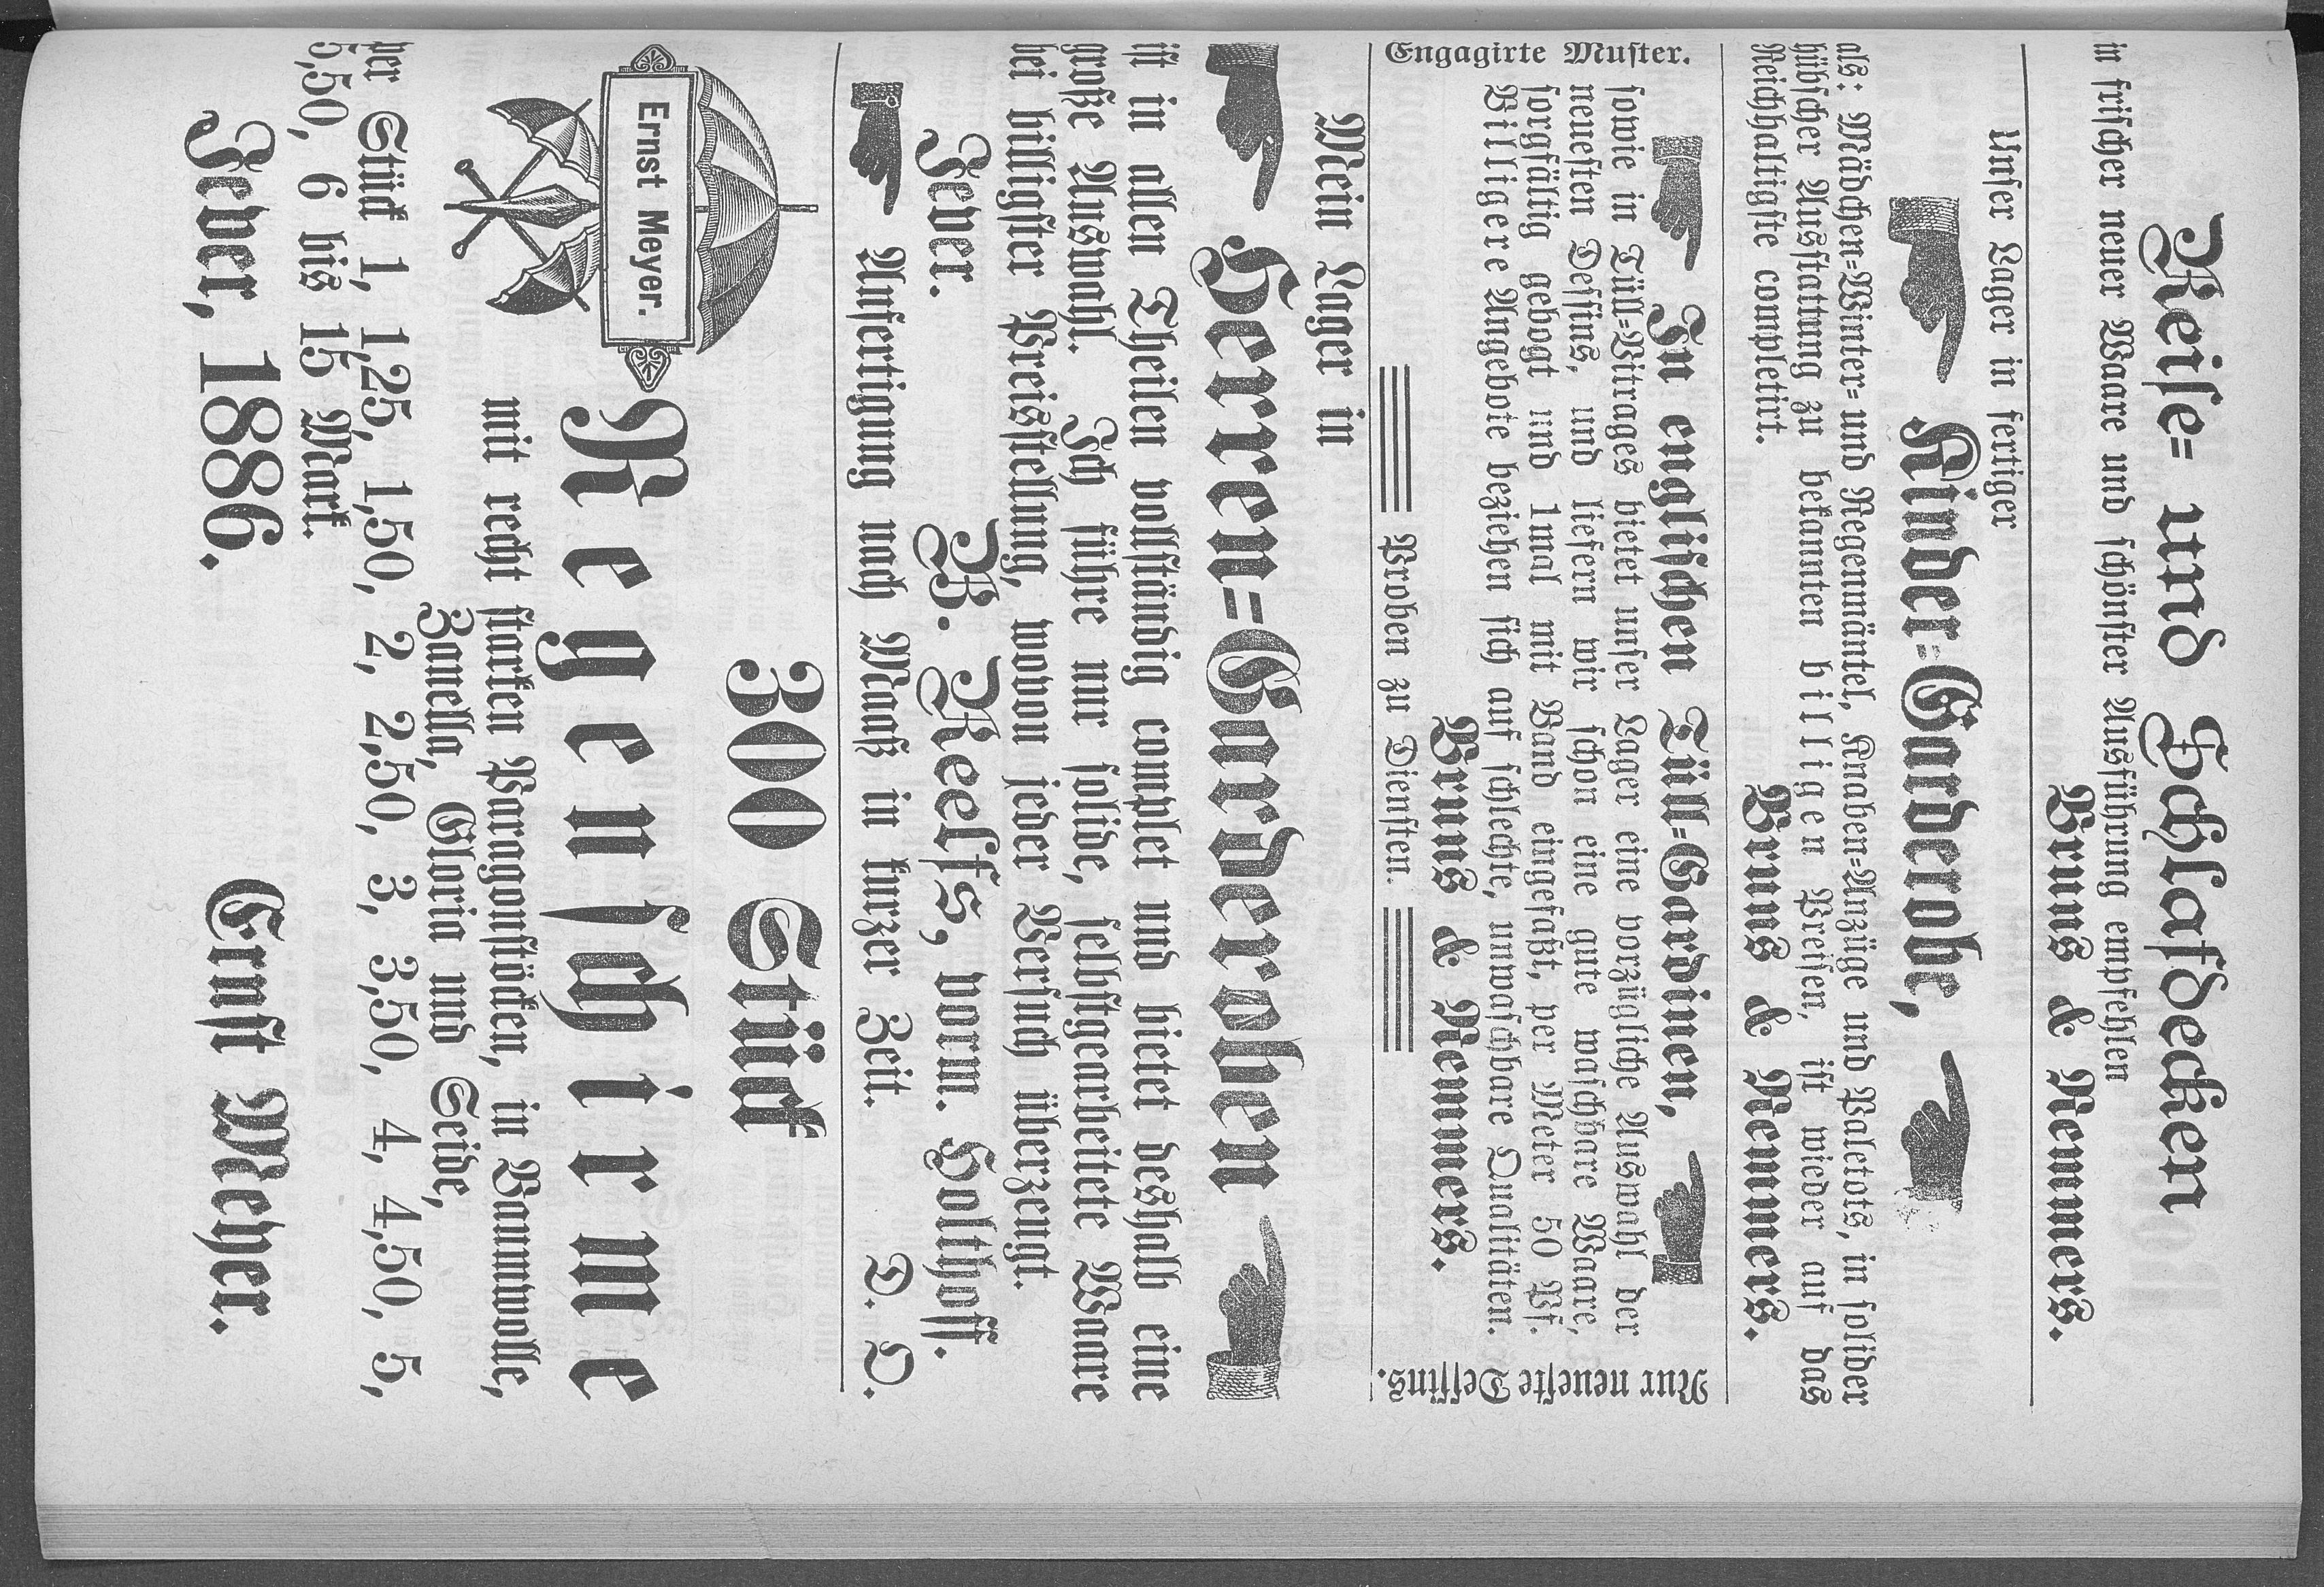 Reise- und Schlafdecken
in frischer neuer Waare und schönster Ausführung empfehlen
Bruns & Remmers.
Unser Lager in fertiger
Kinder-Garderobe,
als: Mädchen-Winter- und Regenmäntel, Knaben-Anzüge und Paletots, in solider
hübscher Ausstattung zu bekannten billigen Preisen, ist wieder auf das
Reichhaltigste completirt.
Bruns & Remmers.
Engagirte Muster.
In englischen Tüll-Gardinen,
sowie in Tüll-Vitrages bietet unser Lager eine vorzügliche Auswahl der
neuesten Dessins, und liefern wir schon eine gute waschbare Waare,
sorgfältig gebogt und 1mal mit Band eingefaßt, per Meter 50 Pf.
Billigere Angebote beziehen sich auf schlechte, unwaschbare Qualitäten.
Bruns & Remmers.
Proben zu Diensten.
Nur neueste Dessins.
Mein Lager in
Herren-Garderoben
ist in allen Theilen vollständig complet und bietet deshalb eine
große Auswahl. Ich führe nur solide, selbstgearbeitete Waare
bei billigster Preisstellung, wovon jeder Versuch überzeugt.
Jever. B. Reelfs, vorm. Holthoff.
Anfertigung nach Maaß in kurzer Zeit. D. O.
300 Stück
Ernst Meyer.
Regenschirme
mit recht starken Paragonstöcken, in Baumwolle,
Zanella, Gloria und Seide,
per Stück 1, 1,25, 1,50, 2, 2,50, 3, 3,50, 4, 4,50, 5,
5,50, 6 bis 15 Mark.
Jever, 1886. Ernst Meyer.